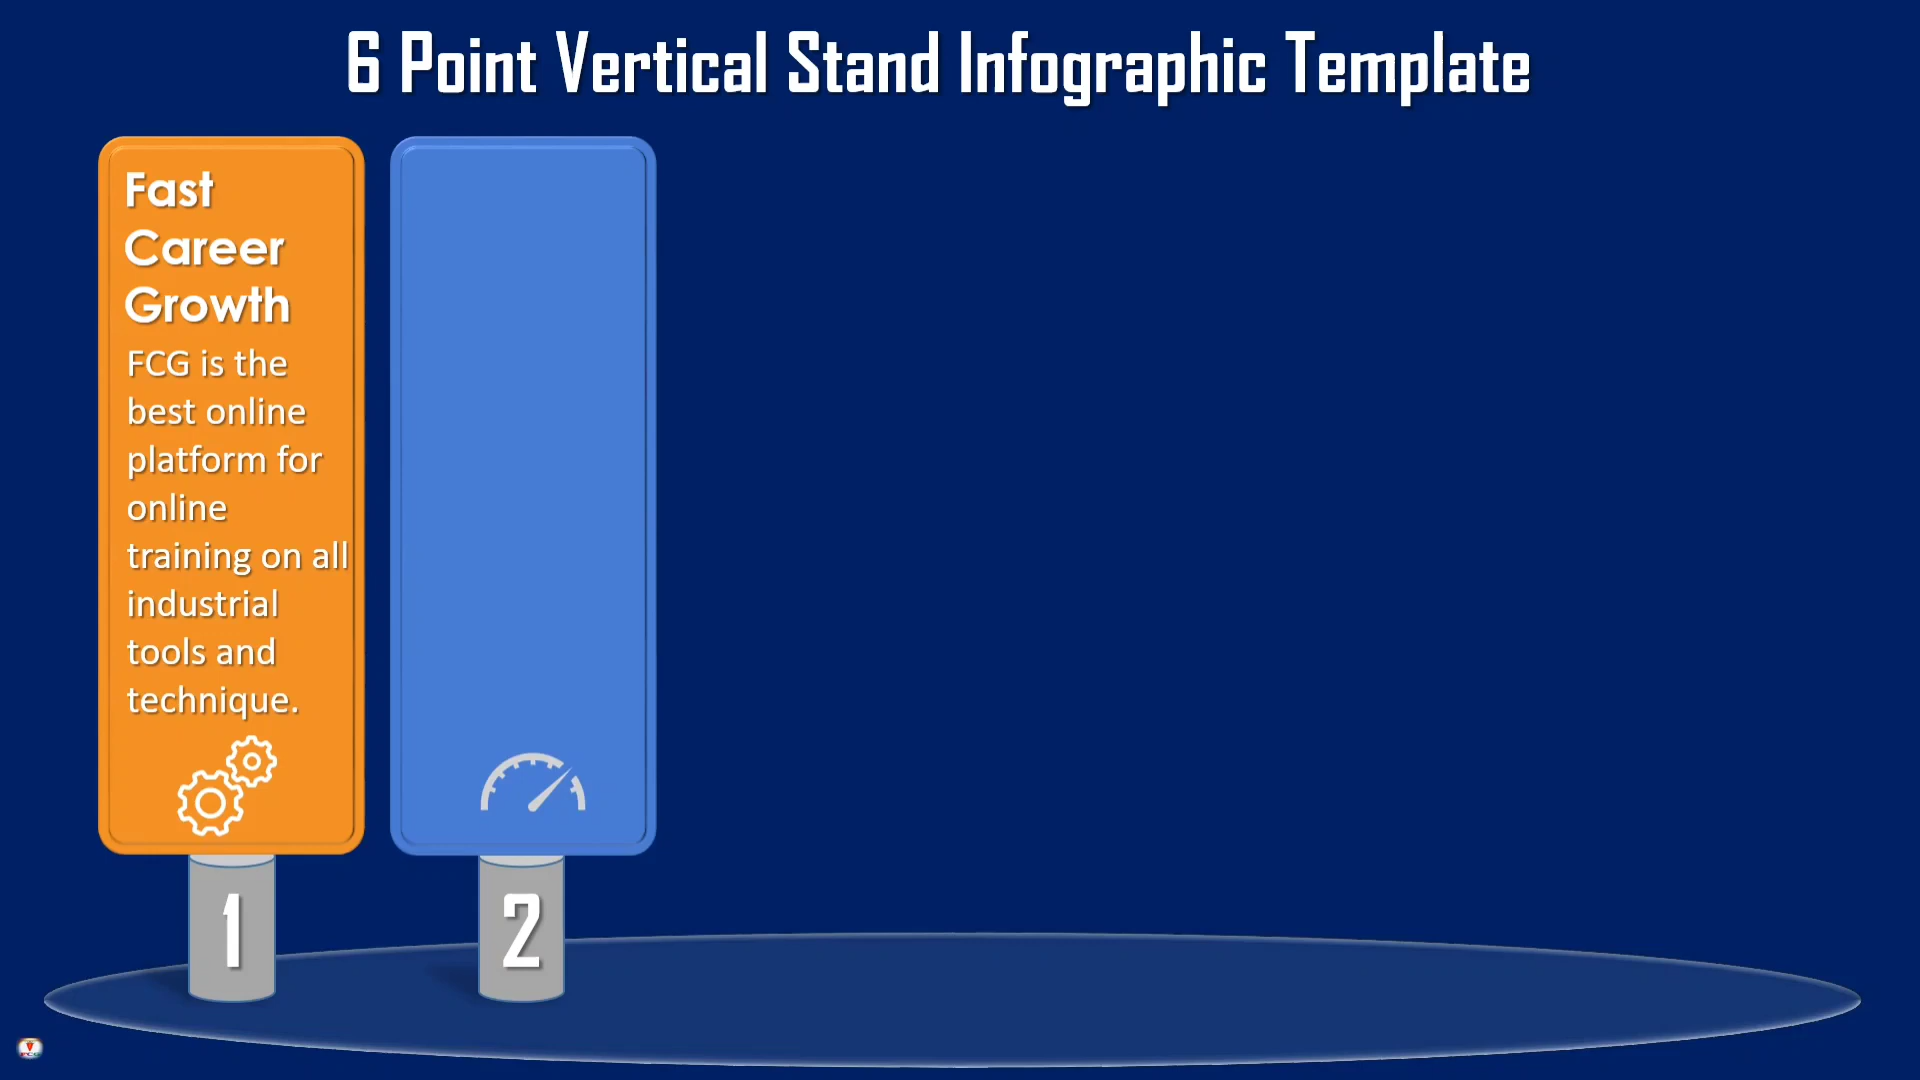 6 Point Vertical Stand Infographic Template
Fast
Career
Growth
FCG is the
best online
platform for
online
training on all
industrial
tools and
technique.
1
2
FCG